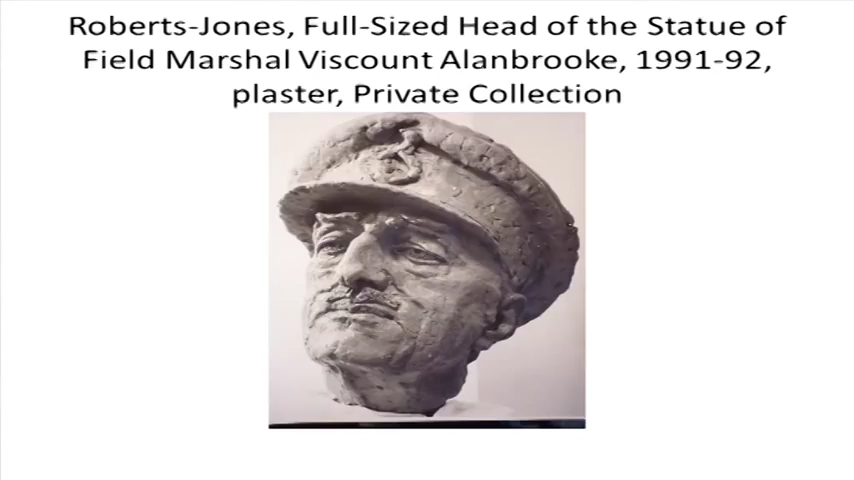 Roberts-Jones, Full-Sized Head of the Statue of
Field Marshal Viscount Alanbrooke, 1991-92,
plaster, Private Collection